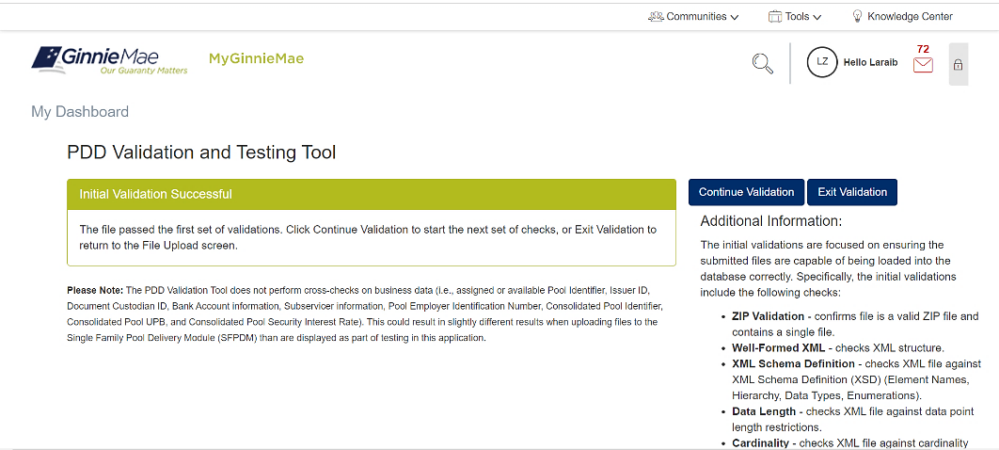 Communities
Tools
Knowledge Center
GinnieMae
Our Guaranty Matters
MyGinnieMae
LZ
Hello Laraib
72
My Dashboard
PDD Validation and Testing Tool
Initial Validation Successful
The file passed the first set of validations. Click Continue Validation to start the next set of checks, or Exit Validation to
return to the File Upload screen.
Please Note: The PDD Validation Tool does not perform cross-checks on business data (i.e., assigned or available Pool Identifier, Issuer ID,
Document Custodian ID, Bank Account information, Subservicer information, Pool Employer Identification Number, Consolidated Pool Identifier,
Consolidated Pool UPB, and Consolidated Pool Security Interest Rate). This could result in slightly different results when uploading files to the
Single Family Pool Delivery Module (SFPDM) than are displayed as part of testing in this application.
Continue Validation
Exit Validation
Additional Information:
The initial validations are focused on ensuring the
submitted files are capable of being loaded into the
database correctly. Specifically, the initial validations
include the following checks:
• ZIP Validation - confirms file is a valid ZIP file and
contains a single file.
• Well-Formed XML - checks XML structure.
• XML Schema Definition - checks XML file against
XML Schema Definition (XSD) (Element Names,
Hierarchy, Data Types, Enumerations).
• Data Length - checks XML file against data point
length restrictions.
• Cardinality - checks XML file against cardinality